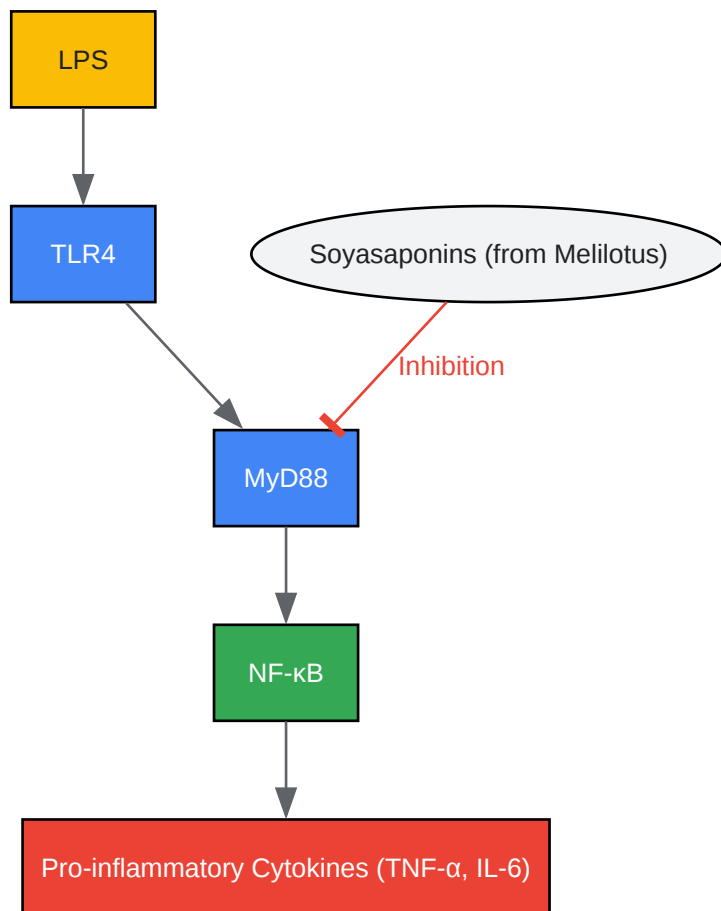 LPS
TLR4
Soyasaponins (from Melilotus)
Inhibition
MyD88
NF-κB
Pro-inflammatory Cytokines (TNF-α, IL-6)